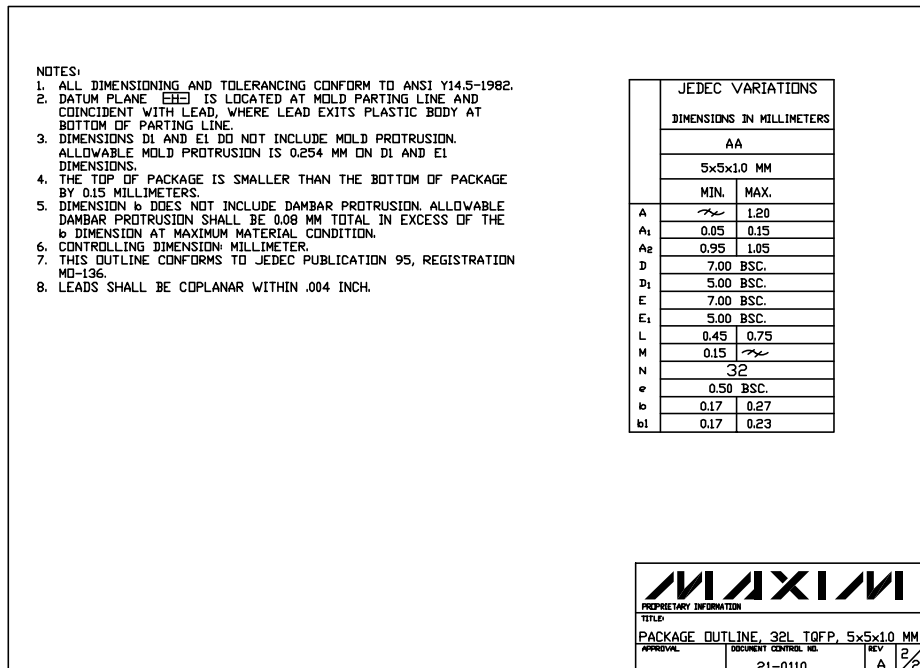 NOTES:
1. ALL DIMENSIONING AND TOLERANCING CONFORM TO ANSI Y14.5-1982.
2. DATUM PLANE -H- IS LOCATED AT MOLD PARTING LINE AND
COINCIDENT WITH LEAD, WHERE LEAD EXITS PLASTIC BODY AT
BOTTOM OF PARTING LINE.
3. DIMENSIONS D1 AND E1 DO NOT INCLUDE MOLD PROTRUSION.
ALLOWABLE MOLD PROTRUSION IS 0.254 MM ON D1 AND E1
DIMENSIONS.
4. THE TOP OF PACKAGE IS SMALLER THAN THE BOTTOM OF PACKAGE
BY 0.15 MILLIMETERS.
5. DIMENSION b DOES NOT INCLUDE DAMBAR PROTRUSION. ALLOWABLE
DAMBAR PROTRUSION SHALL BE 0.08 MM TOTAL IN EXCESS OF THE
b DIMENSION AT MAXIMUM MATERIAL CONDITION.
6. CONTROLLING DIMENSION: MILLIMETER.
7. THIS OUTLINE CONFORMS TO JEDEC PUBLICATION 95, REGISTRATION
MO-136.
8. LEADS SHALL BE COPLANAR WITHIN .004 INCH.
JEDEC VARIATIONS
DIMENSIONS IN MILLIMETERS
AA
5x5x1.0 MM
MIN. MAX.
A 1.20
A1 0.05 0.15
A2 0.95 1.05
D 7.00 BSC.
D1 5.00 BSC.
E 7.00 BSC.
E1 5.00 BSC.
L 0.45 0.75
M 0.15
N 32
e 0.50 BSC.
b 0.17 0.27
b1 0.17 0.23
MAXIM
PROPRIETARY INFORMATION
TITLE:
PACKAGE OUTLINE, 32L TQFP, 5x5x1.0 MM
APPROVAL DOCUMENT CONTROL NO. REV
21-0110 A 2/2